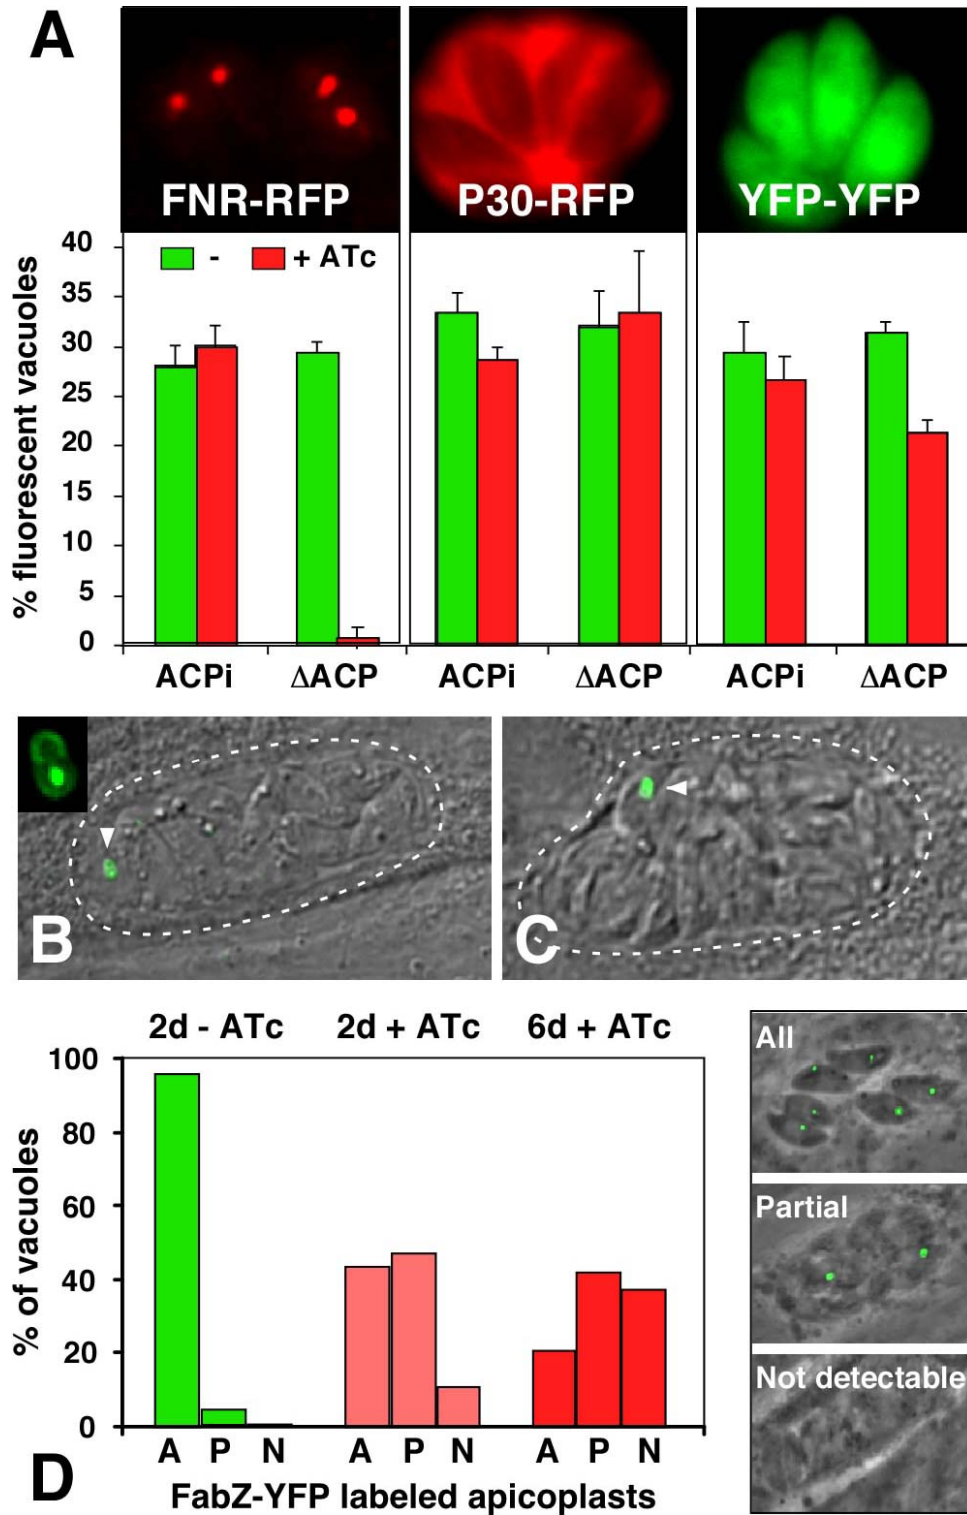 A
FNR-RFP P30-RFP YFP-YFP
- + ATc
% fluorescent vacuoles
40
35
30
25
20
15
10
5
0
ACPi ΔACP ACPi ΔACP ACPi ΔACP
B C
2d - ATc 2d + ATc 6d + ATc
% of vacuoles
100
80
60
40
20
0
A P N A P N A P N
FabZ-YFP labeled apicoplasts
D
All
Partial
Not detectable